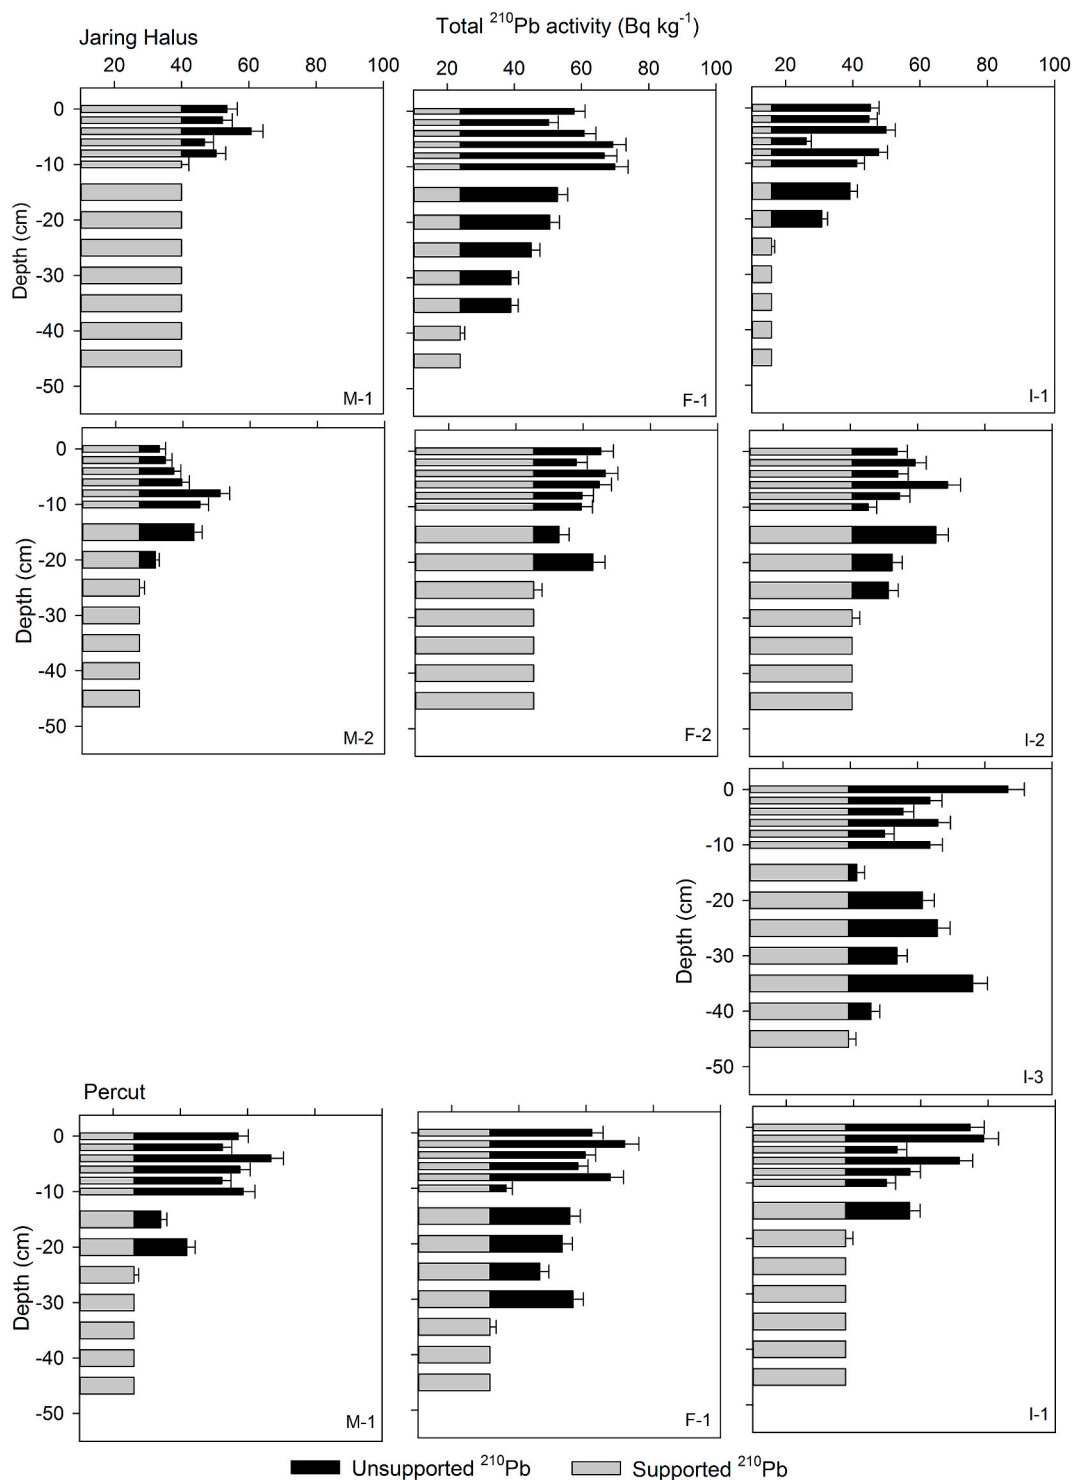 Total ²¹⁰Pb activity (Bq kg⁻¹)
Jaring Halus
20 40 60 80 100
20 40 60 80 100
20 40 60 80 100
Depth (cm)
0
-10
-20
-30
-40
-50
M-1
F-1
I-1
Depth (cm)
0
-10
-20
-30
-40
-50
M-2
F-2
I-2
Depth (cm)
0
-10
-20
-30
-40
-50
I-3
Percut
Depth (cm)
0
-10
-20
-30
-40
-50
M-1
F-1
I-1
Unsupported ²¹⁰Pb Supported ²¹⁰Pb